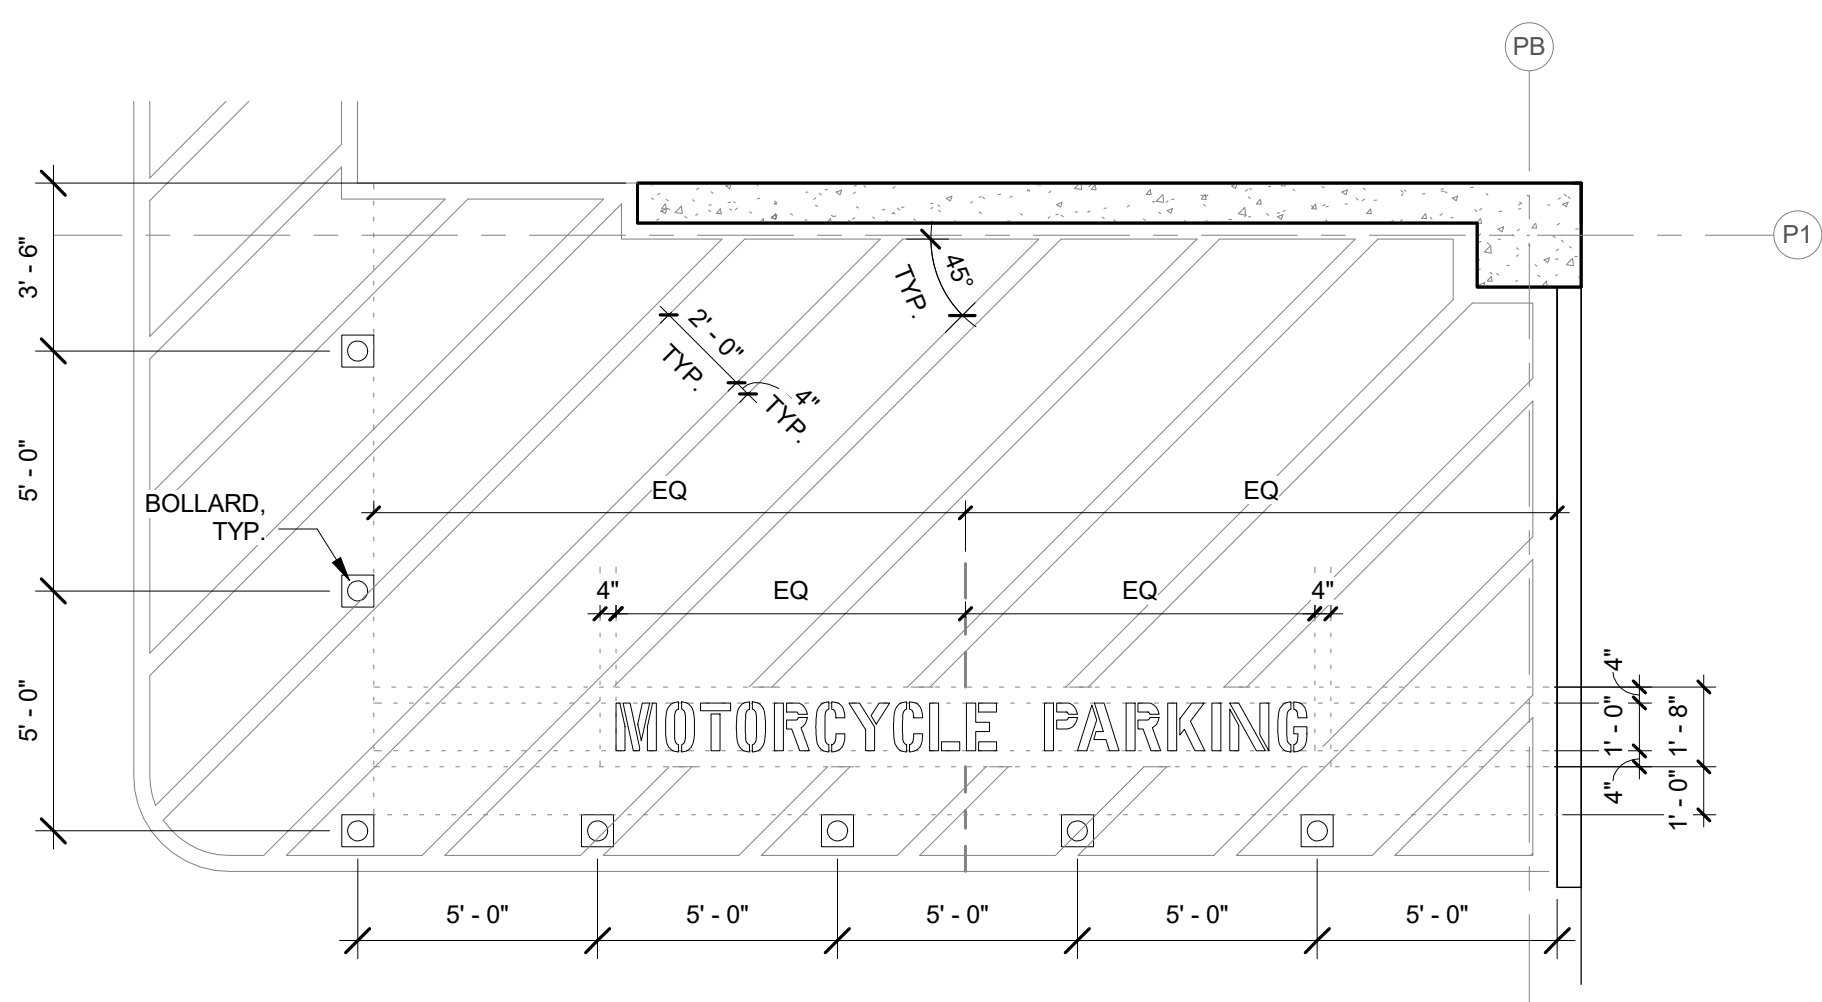 PB
P1
3' - 6"
45°
TYP.
2' - 0"
TYP.
4"
TYP.
5' - 0"
EQ
EQ
BOLLARD,
TYP.
4"
EQ
EQ
4"
5' - 0"
MOTORCYCLE PARKING
4"
1' - 0"
1' - 8"
4"
1' - 0"
5' - 0"
5' - 0"
5' - 0"
5' - 0"
5' - 0"